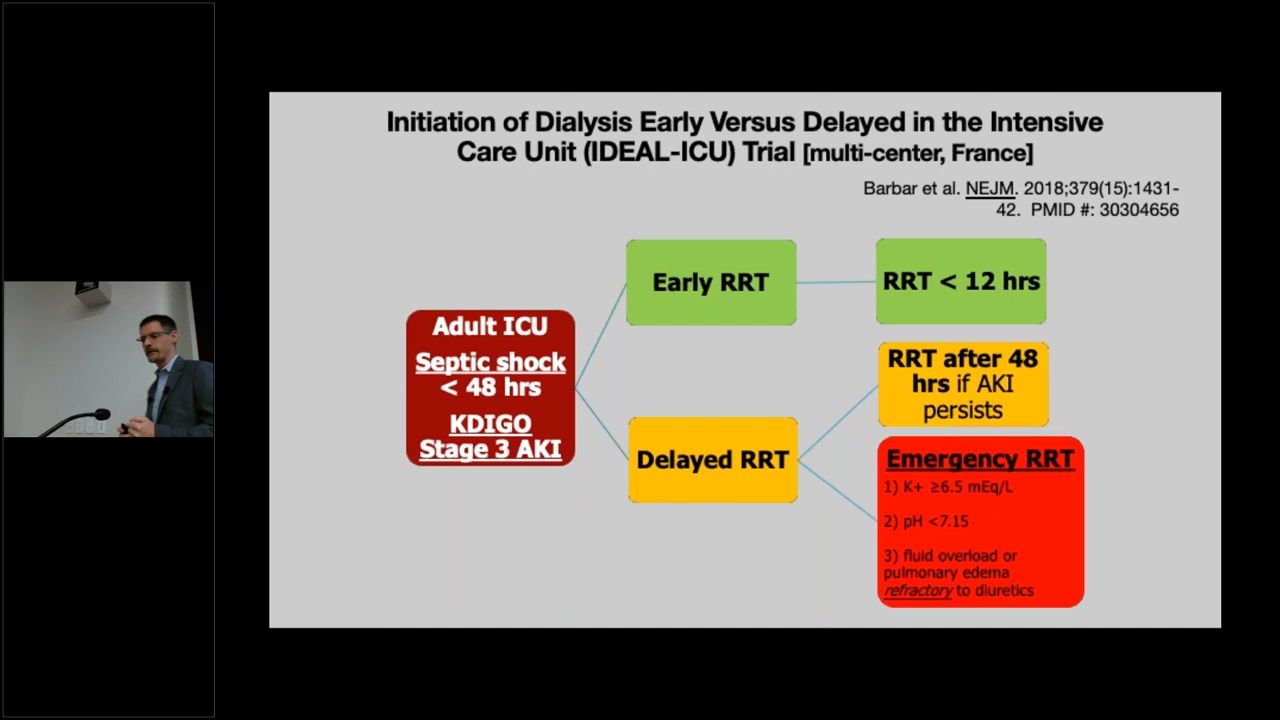 Initiation of Dialysis Early Versus Delayed in the Intensive
Care Unit (IDEAL-ICU) Trial [multi-center, France]
Barbar et al. NEJM. 2018;379(15):1431-
42. PMID #: 30304656
Adult ICU
Septic shock
< 48 hrs
KDIGO
Stage 3 AKI
Early RRT
RRT < 12 hrs
Delayed RRT
RRT after 48
hrs if AKI
persists
Emergency RRT
1) K+ ≥6.5 mEq/L
2) pH <7.15
3) fluid overload or
pulmonary edema
refractory to diuretics